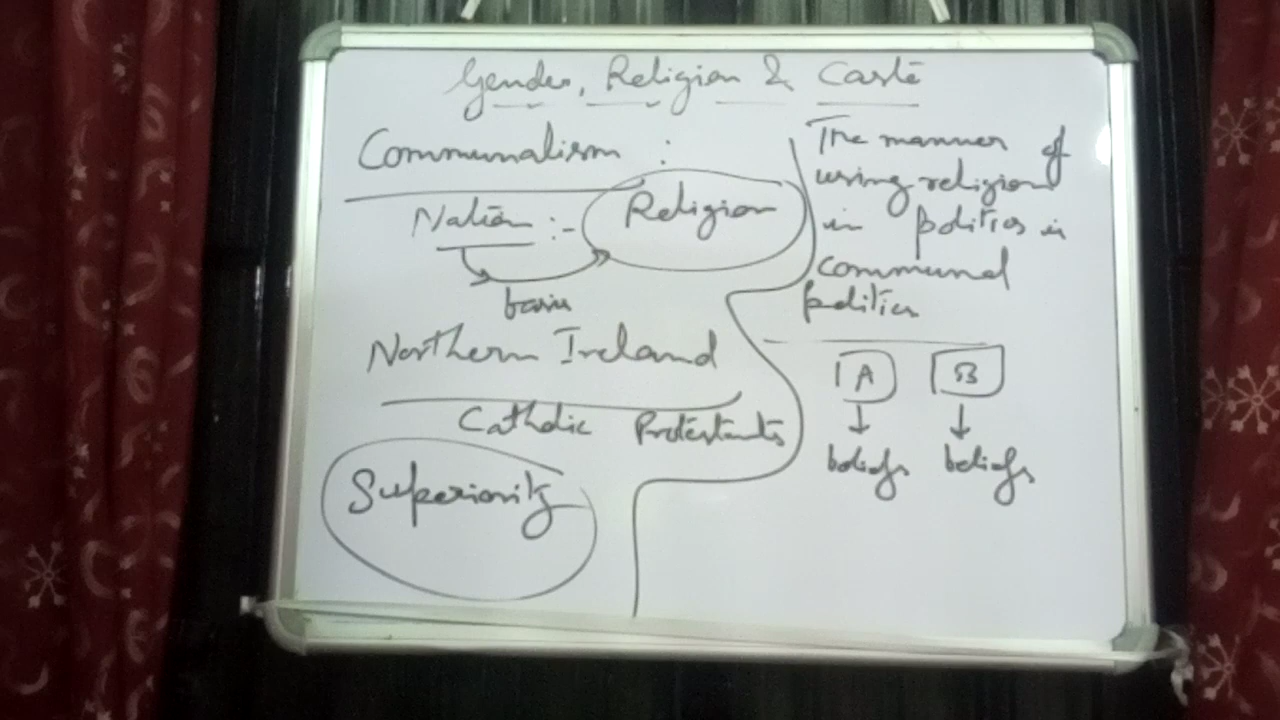 Gender, Religion & Caste
Communalism :
Nation :- Religion
basis
Northern Ireland
Catholic Protestants
Superiority
The manner of
using religion
in politics is
communal
politics
A B
beliefs beliefs